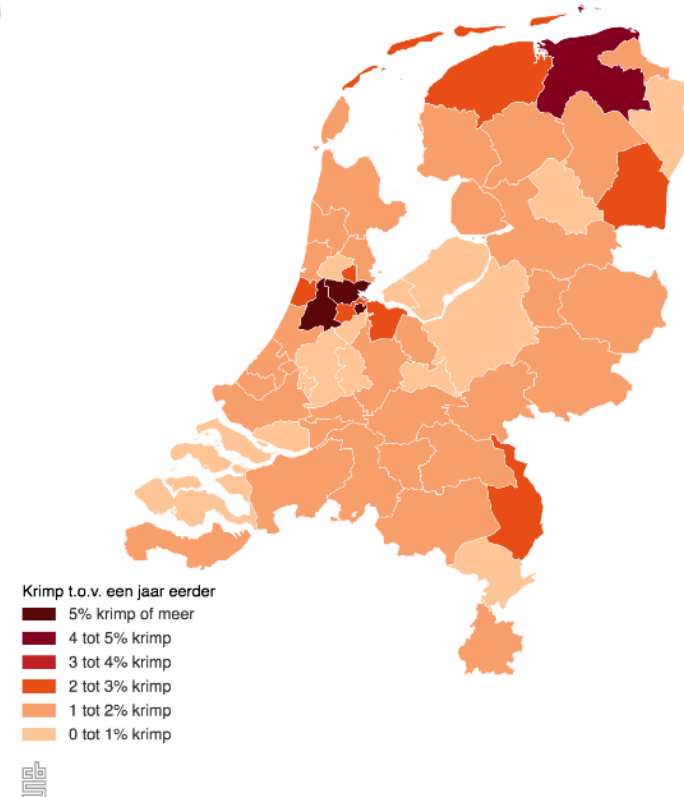 Krimp t.o.v. een jaar eerder
5% krimp of meer
4 tot 5% krimp
3 tot 4% krimp
2 tot 3% krimp
1 tot 2% krimp
0 tot 1% krimp
cbs